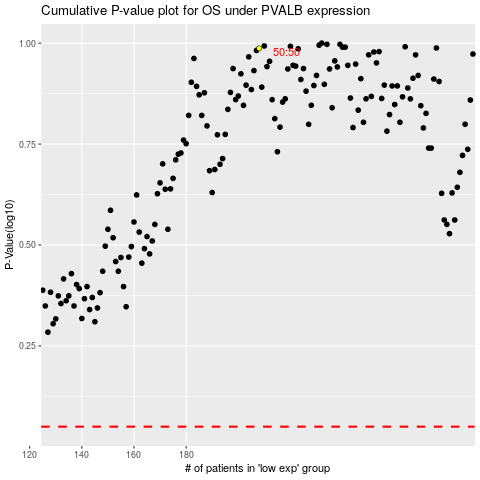 Cumulative P-value plot for OS under PVALB expression
P-Value(log10)
1.00
0.75
0.50
0.25
50:50
120 140 160 180
# of patients in 'low exp' group